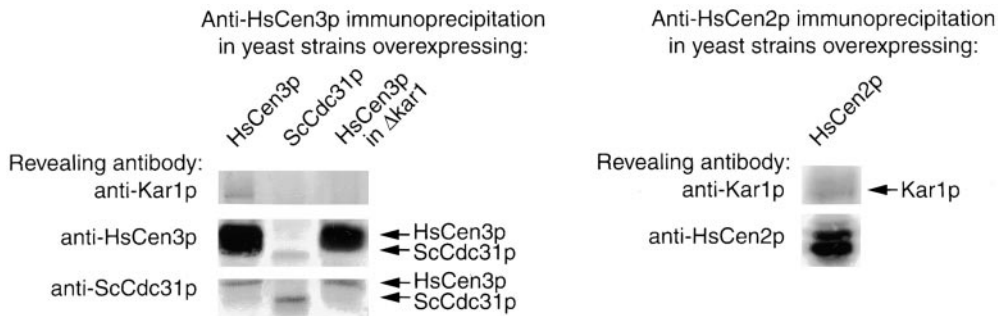 Anti-HsCen3p immunoprecipitation
in yeast strains overexpressing:
HsCen3p
ScCdc31p
HsCen3p
in Δkar1
Revealing antibody:
anti-Kar1p
anti-HsCen3p
HsCen3p
ScCdc31p
anti-ScCdc31p
HsCen3p
ScCdc31p
Anti-HsCen2p immunoprecipitation
in yeast strains overexpressing:
HsCen2p
Revealing antibody:
anti-Kar1p
Kar1p
anti-HsCen2p